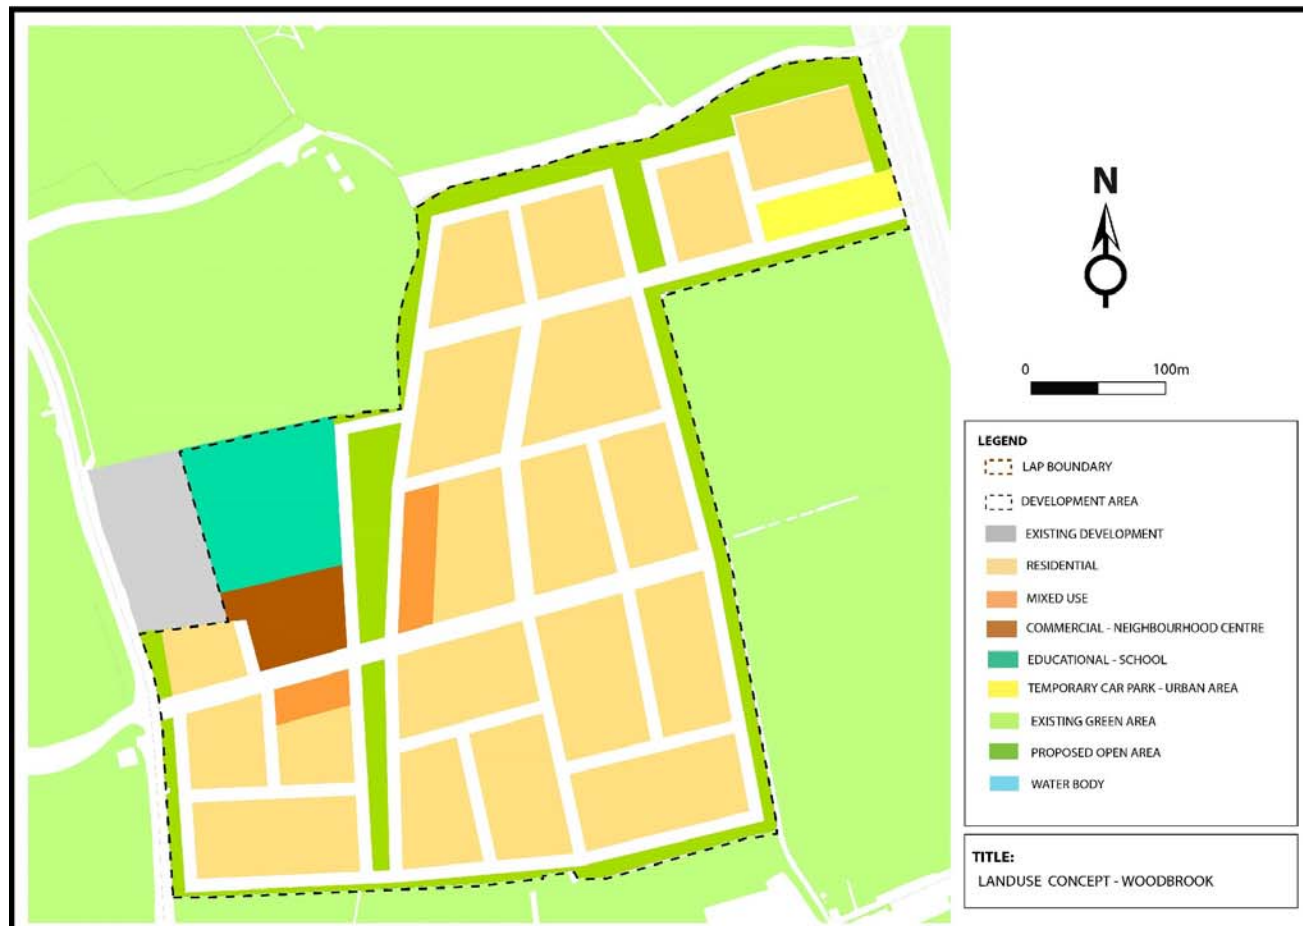 N
0 100m
LEGEND
LAP BOUNDARY
DEVELOPMENT AREA
EXISTING DEVELOPMENT
RESIDENTIAL
MIXED USE
COMMERCIAL - NEIGHBOURHOOD CENTRE
EDUCATIONAL - SCHOOL
TEMPORARY CAR PARK - URBAN AREA
EXISTING GREEN AREA
PROPOSED OPEN AREA
WATER BODY
TITLE:
LANDUSE CONCEPT - WOODBROOK